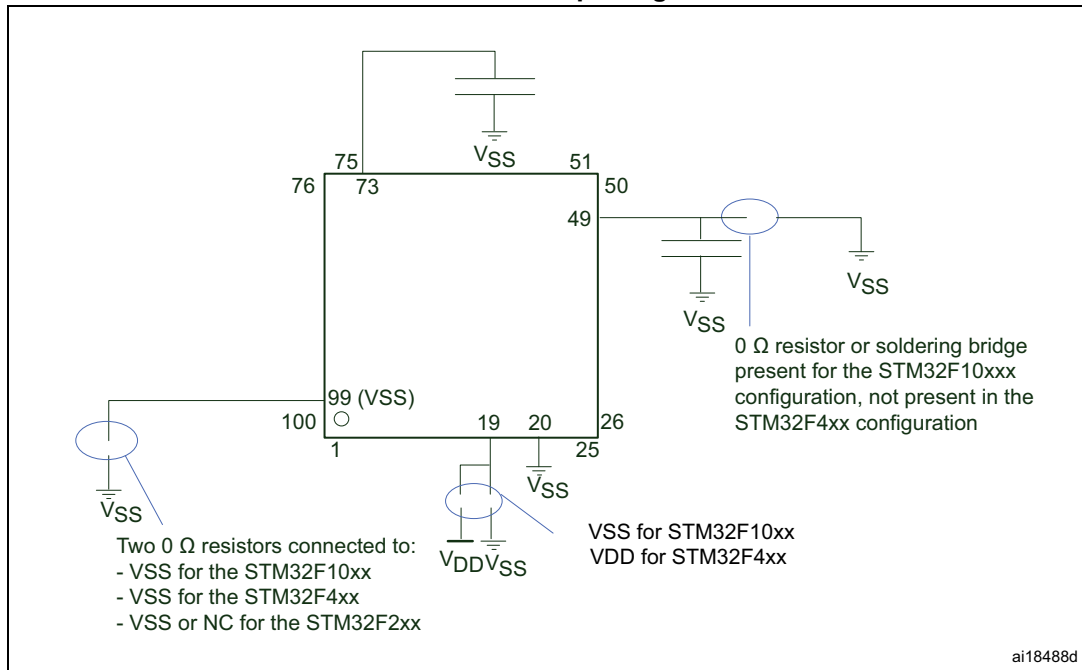 VSS
75
51
76
73
50
49
VSS
VSS
0 Ω resistor or soldering bridge
present for the STM32F10xxx
configuration, not present in the
STM32F4xx configuration
99 (VSS)
100
19
20
26
1
25
VSS
VSS
VDD VSS
VSS for STM32F10xx
VDD for STM32F4xx
Two 0 Ω resistors connected to:
- VSS for the STM32F10xx
- VSS for the STM32F4xx
- VSS or NC for the STM32F2xx
ai18488d